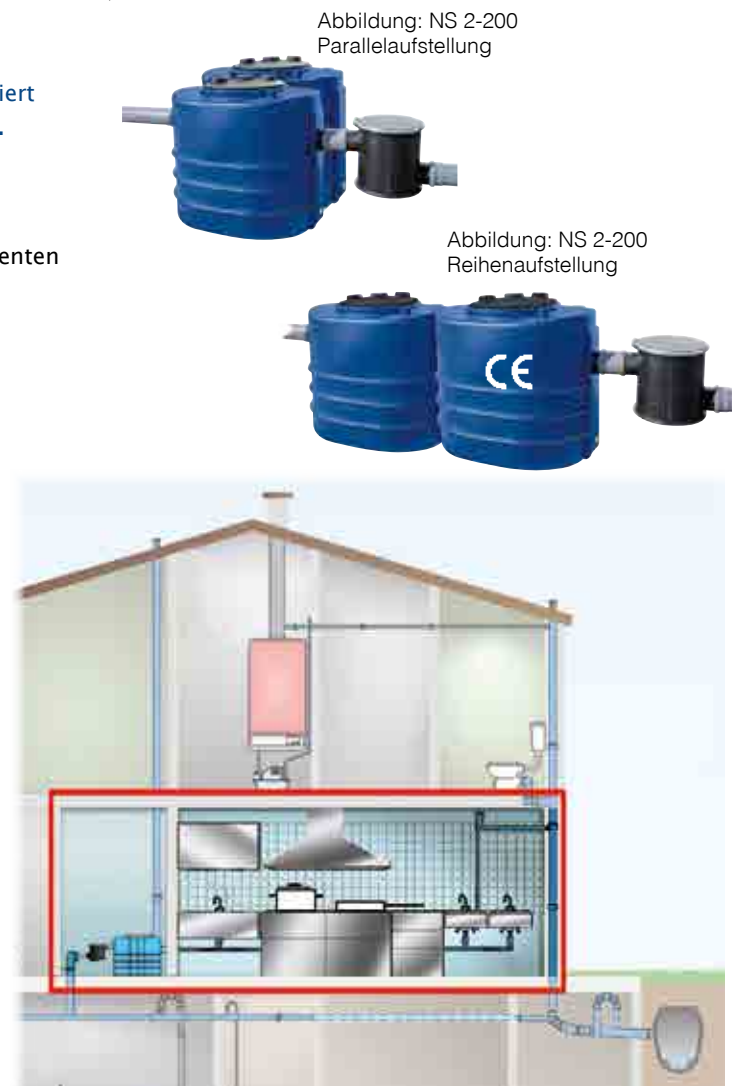 Abbildung: NS 2-200
Parallelaufstellung
iert
.
enten
Abbildung: NS 2-200
Reihenaufstellung
CE